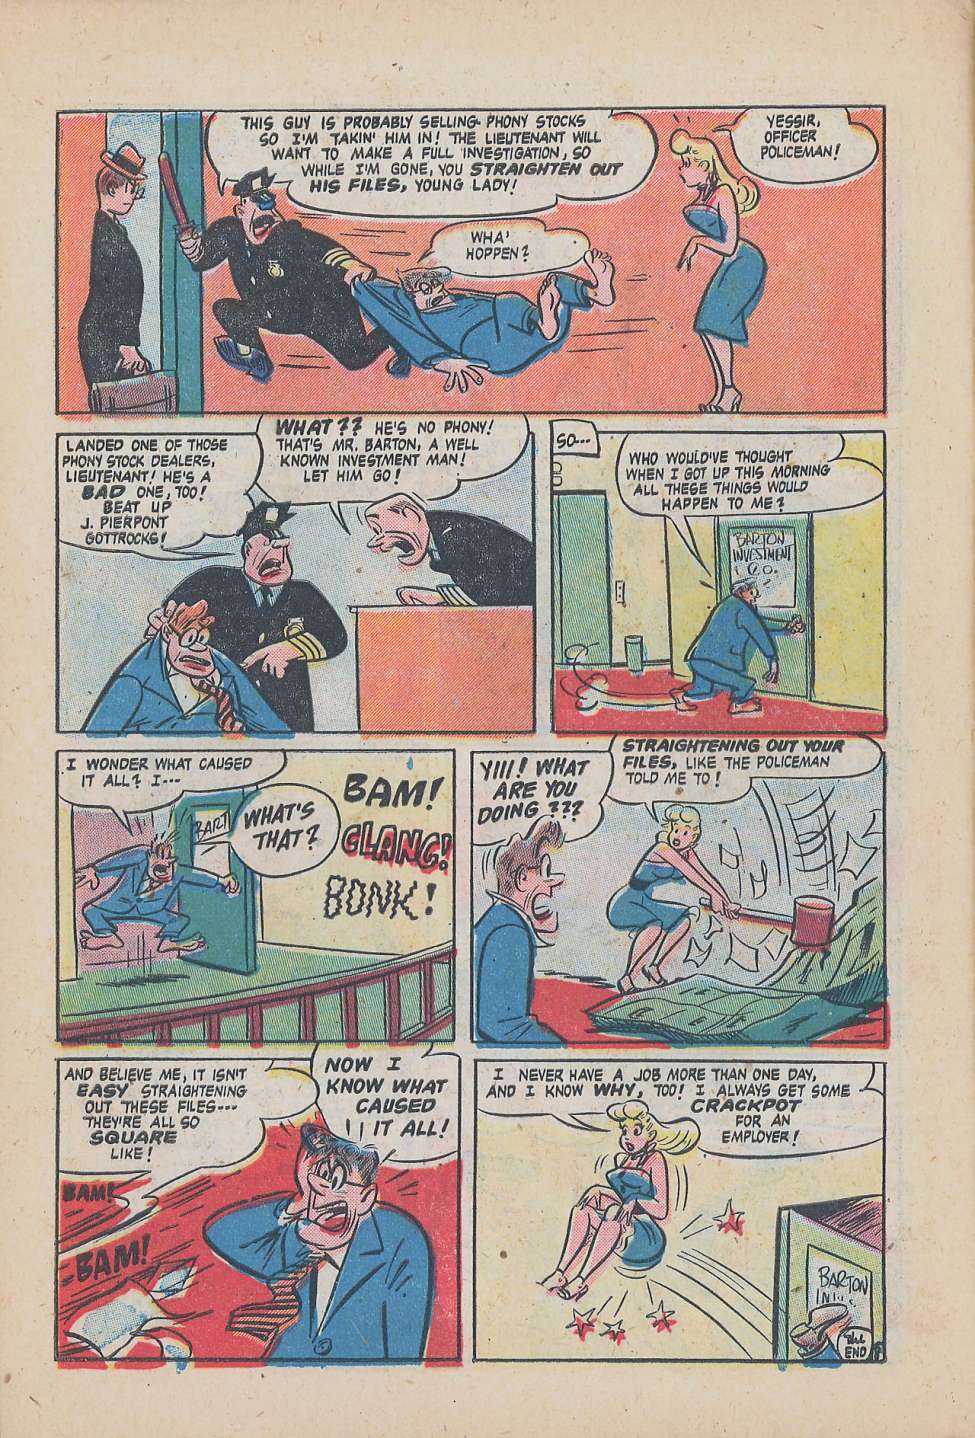 THIS GUY IS PROBABLY SELLING PHONY STOCKS
SO I'M TAKIN' HIM IN! THE LIEUTENANT WILL
WANT TO MAKE A FULL INVESTIGATION, SO
WHILE I'M GONE, YOU STRAIGHTEN OUT
HIS FILES, YOUNG LADY!
WHA'
HOPPEN?
YESSIR,
OFFICER
POLICEMAN!
LANDED ONE OF THOSE
PHONY STOCK DEALERS,
LIEUTENANT! HE'S A
BAD ONE, TOO!
BEAT UP
J. PIERPONT
GOTTROCKS!
WHAT?? HE'S NO PHONY!
THAT'S MR. BARTON, A WELL
KNOWN INVESTMENT MAN!
LET HIM GO!
SO...
WHO WOULD'VE THOUGHT
WHEN I GOT UP THIS MORNING
ALL THESE THINGS WOULD
HAPPEN TO ME?
BARTON
INVESTMENT
CO.
I WONDER WHAT CAUSED
IT ALL? I---
BART
WHAT'S
THAT?
BAM!
CLANG!
BONK!
YIII! WHAT
ARE YOU
DOING???
STRAIGHTENING OUT YOUR
FILES, LIKE THE POLICEMAN
TOLD ME TO!
AND BELIEVE ME, IT ISN'T
EASY STRAIGHTENING
OUT THESE FILES---
THEY'RE ALL SO
SQUARE
LIKE!
BAM!
BAM!
NOW I
KNOW WHAT
CAUSED
IT ALL!
I NEVER HAVE A JOB MORE THAN ONE DAY,
AND I KNOW WHY, TOO! I ALWAYS GET SOME
CRACKPOT
FOR AN
EMPLOYER!
BARTON
THE
END